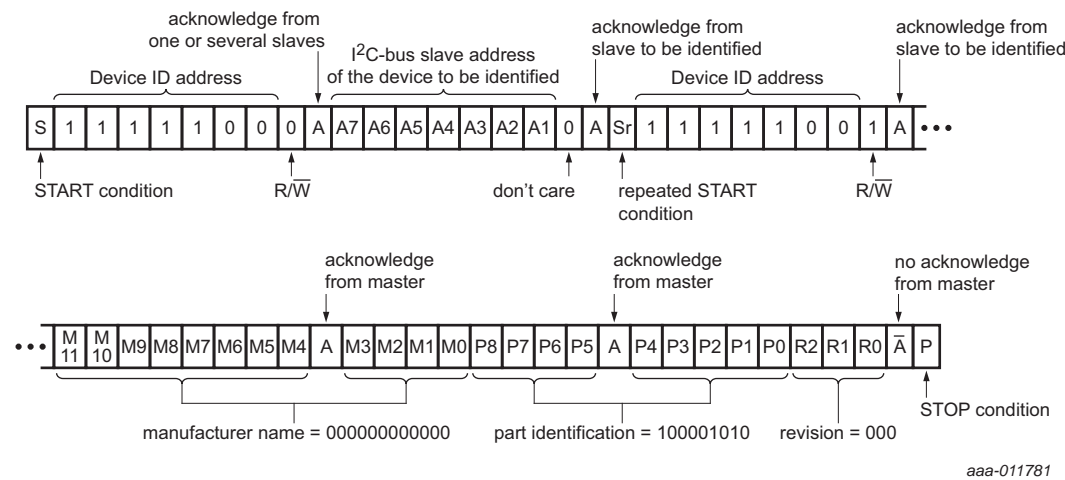 acknowledge from
one or several slaves
I2C-bus slave address
of the device to be identified
acknowledge from
slave to be identified
acknowledge from
slave to be identified
Device ID address
Device ID address
S 1 1 1 1 1 0 0 0 A A7 A6 A5 A4 A3 A2 A1 0 A Sr 1 1 1 1 1 0 0 1 A •••
START condition
R/W̅
don't care
repeated START
condition
R/W̅
acknowledge
from master
acknowledge
from master
no acknowledge
from master
••• M11 M10 M9 M8 M7 M6 M5 M4 A M3 M2 M1 M0 P8 P7 P6 P5 A P4 P3 P2 P1 P0 R2 R1 R0 A̅ P
STOP condition
manufacturer name = 000000000000
part identification = 100001010
revision = 000
aaa-011781